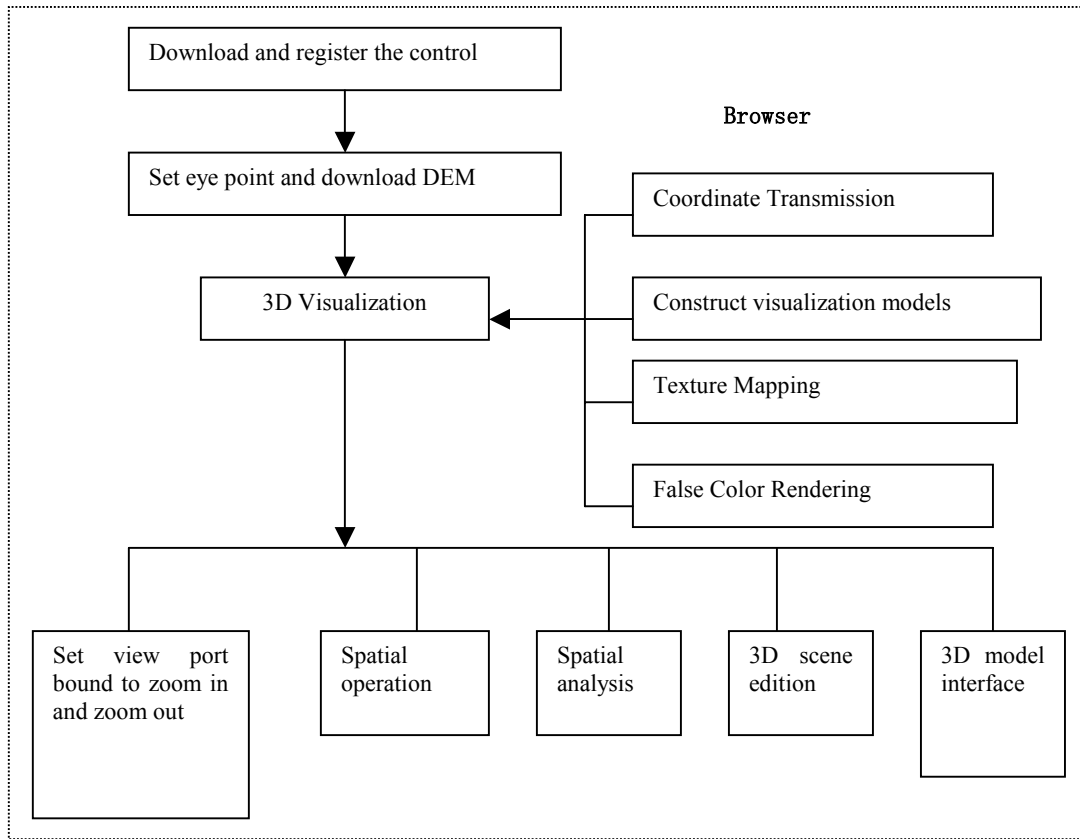 Download and register the control
Browser
Set eye point and download DEM
Coordinate Transmission
3D Visualization
Construct visualization models
Texture Mapping
False Color Rendering
Set view port
bound to zoom in
and zoom out
Spatial
operation
Spatial
analysis
3D scene
edition
3D model
interface